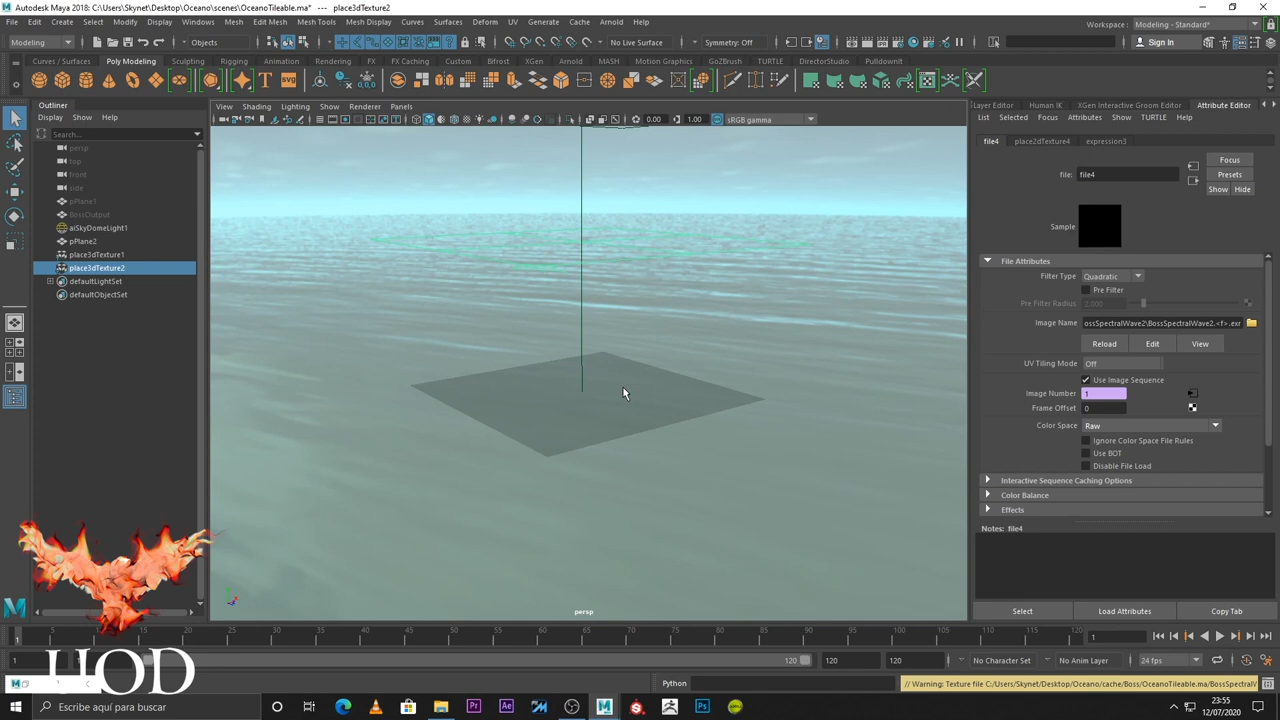 Autodesk Maya 2018: C:\Users\Skynet\Desktop\Oceano\scenes\OceanoTileable.ma* --- place3dTexture2
File Edit Create Select Modify Display Windows Mesh Edit Mesh Mesh Tools Mesh Display Curves Surfaces Deform UV Generate Cache Arnold Help
Workspace : Modeling - Standard*
Modeling Objects No Live Surface Symmetry: Off Sign In
Curves / Surfaces Poly Modeling Sculpting Rigging Animation Rendering FX FX Caching Custom Bifrost XGen Arnold MASH Motion Graphics GoZBrush TURTLE DirectorStudio PulldownIt
SVG
Outliner
Display Show Help
Search...
persp
top
front
side
pPlane1
BossOutput
aiSkyDomeLight1
pPlane2
place3dTexture1
place3dTexture2
defaultLightSet
defaultObjectSet
View Shading Lighting Show Renderer Panels
0.00 1.00 sRGB gamma
persp
Layer Editor Human IK XGen Interactive Groom Editor Attribute Editor
List Selected Focus Attributes Show TURTLE Help
file4 place2dTexture4 expression3
Focus
file: file4 Presets
Show Hide
Sample
File Attributes
Filter Type Quadratic
Pre Filter
Pre Filter Radius 2.000
Image Name ossSpectralWave2\BossSpectralWave2.<f>.exr
Reload Edit View
UV Tiling Mode Off
Use Image Sequence
Image Number 1
Frame Offset 0
Color Space Raw
Ignore Color Space File Rules
Use BOT
Disable File Load
Interactive Sequence Caching Options
Color Balance
Effects
Notes: file4
Select Load Attributes Copy Tab
5 10 15 20 25 30 35 40 45 50 55 60 65 70 75 80 85 90 95 100 105 110 115 120
1 1
1 120 120 120 No Character Set No Anim Layer 24 fps
HOD
Python // Warning: Texture file C:/Users/Skynet/Desktop/Oceano/cache/Boss/OceanoTileable.ma/BossSpectralV
Escribe aquí para buscar
Pr Ae Ps
23:55
12/07/2020